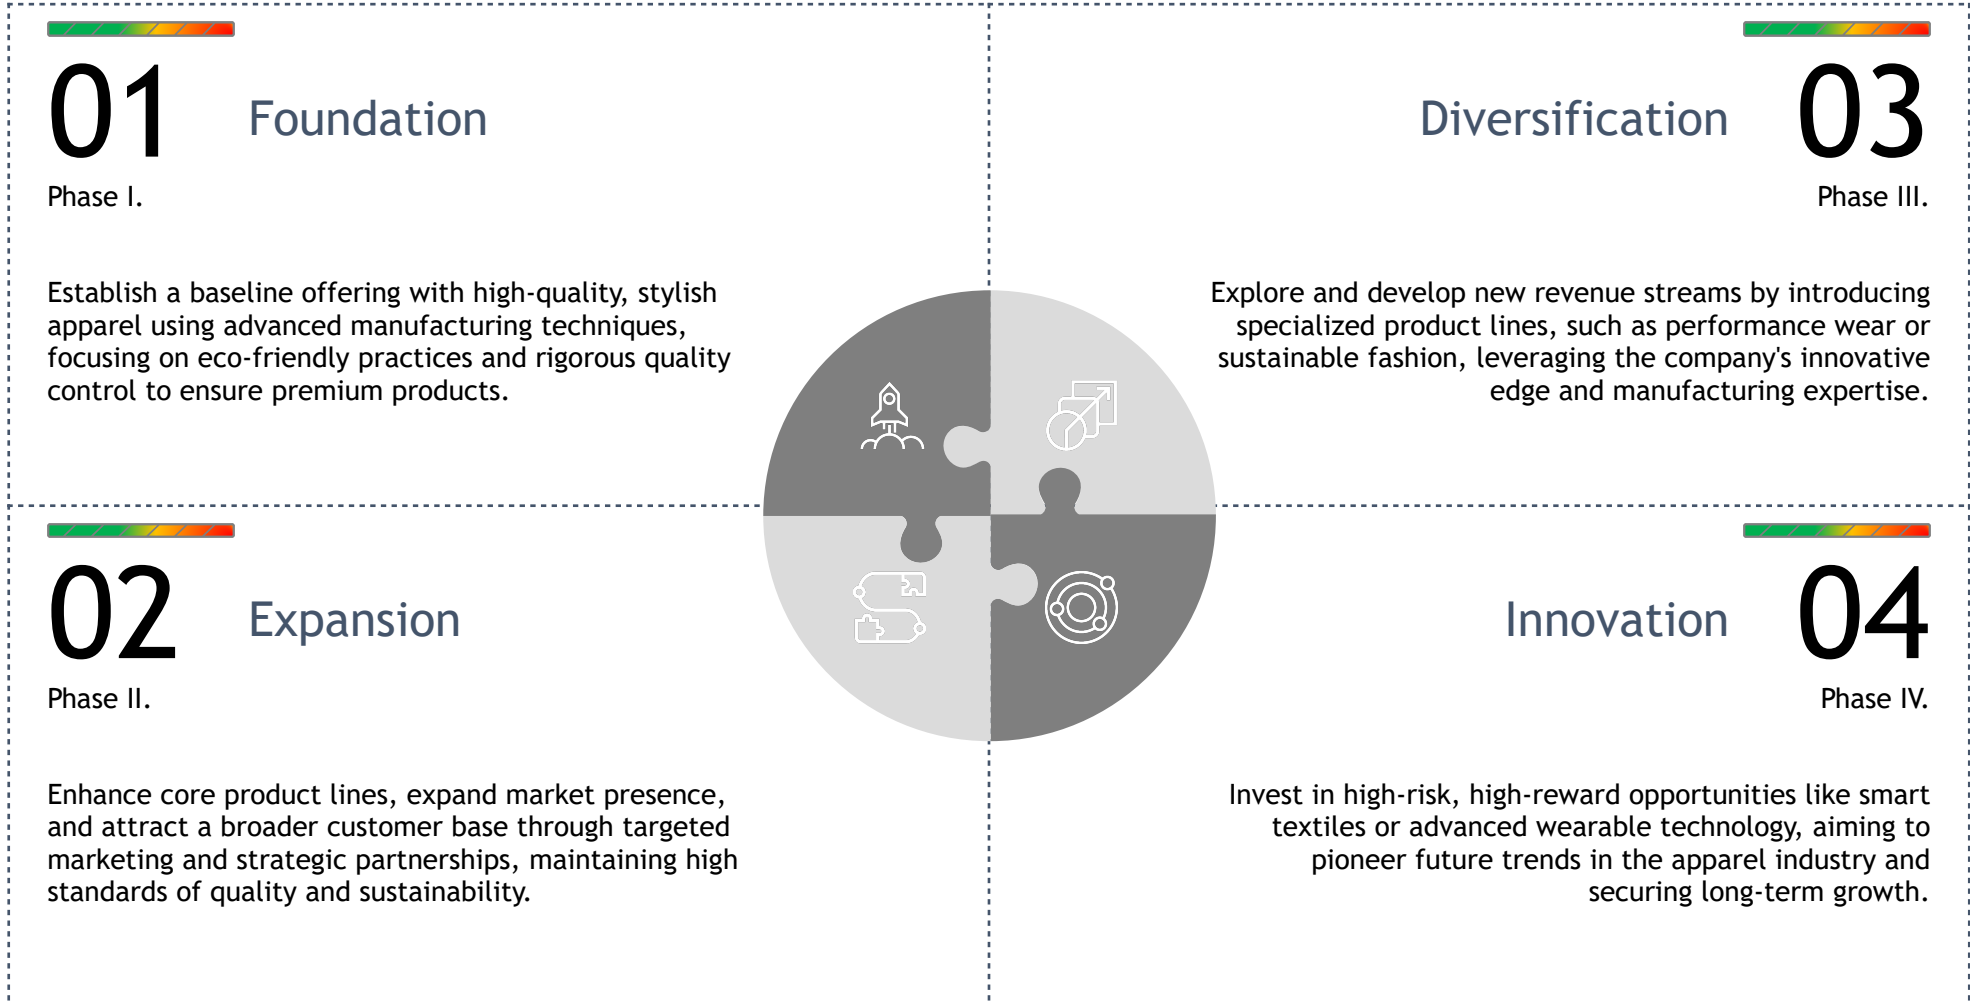 01
Foundation
Phase I.
Establish a baseline offering with high-quality, stylish
apparel using advanced manufacturing techniques,
focusing on eco-friendly practices and rigorous quality
control to ensure premium products.
02
Expansion
Phase II.
Enhance core product lines, expand market presence,
and attract a broader customer base through targeted
marketing and strategic partnerships, maintaining high
standards of quality and sustainability.
Diversification
03
Phase III.
Explore and develop new revenue streams by introducing
specialized product lines, such as performance wear or
sustainable fashion, leveraging the company's innovative
edge and manufacturing expertise.
Innovation
04
Phase IV.
Invest in high-risk, high-reward opportunities like smart
textiles or advanced wearable technology, aiming to
pioneer future trends in the apparel industry and
securing long-term growth.